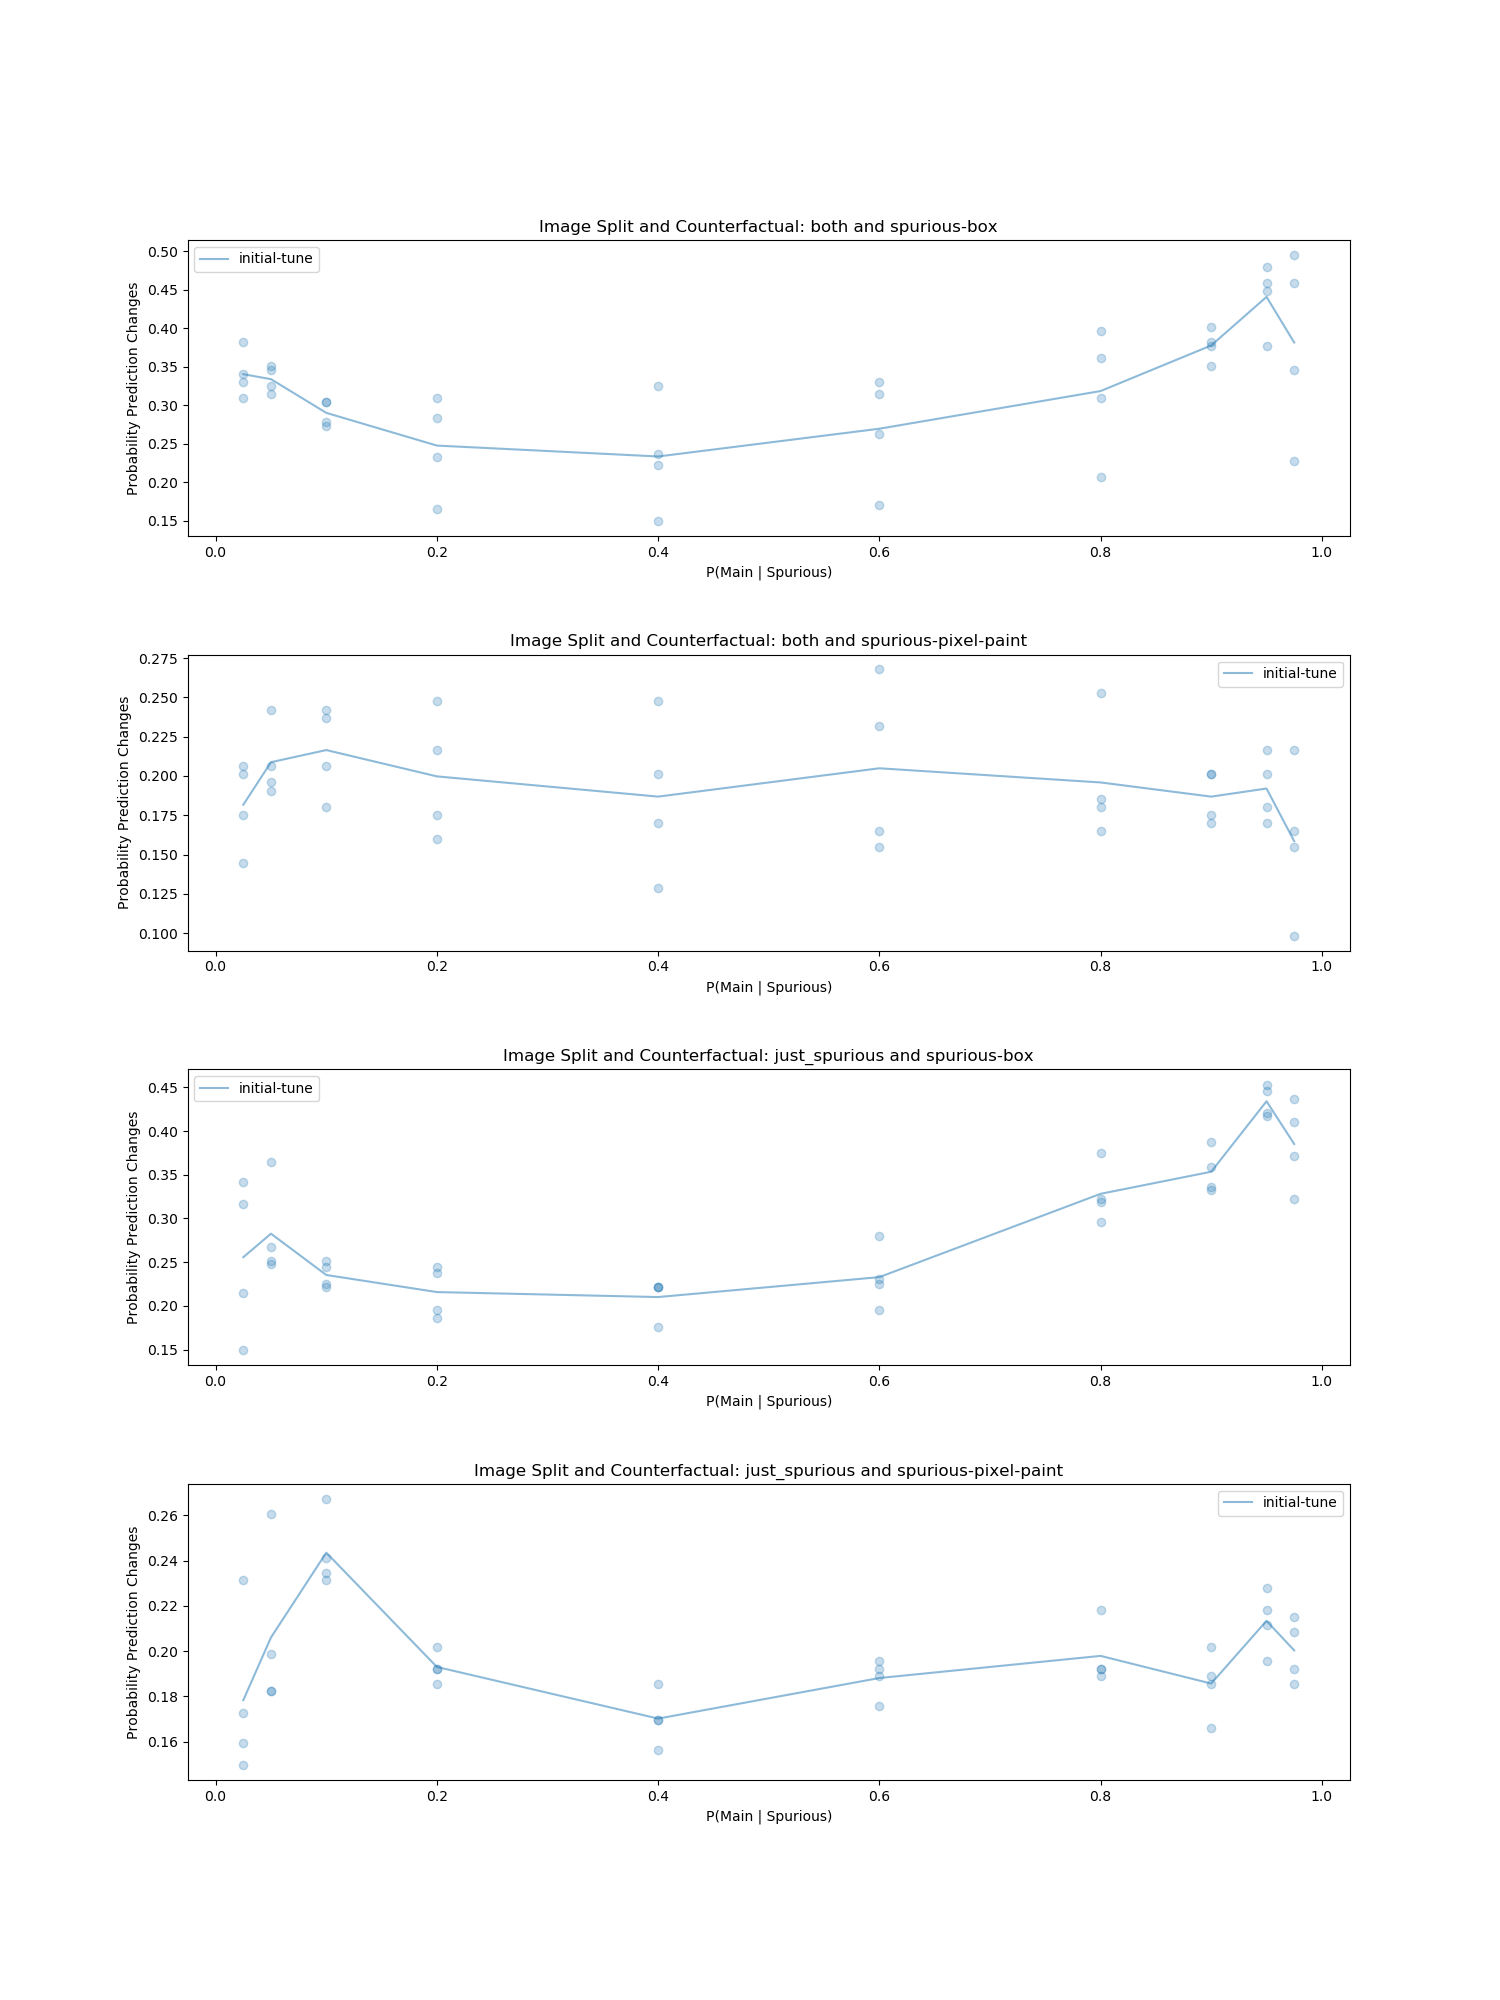 Image Split and Counterfactual: both and spurious-box
initial-tune
Probability Prediction Changes
0.50
0.45
0.40
0.35
0.30
0.25
0.20
0.15
0.0 0.2 0.4 0.6 0.8 1.0
P(Main | Spurious)
Image Split and Counterfactual: both and spurious-pixel-paint
initial-tune
Probability Prediction Changes
0.275
0.250
0.225
0.200
0.175
0.150
0.125
0.100
0.0 0.2 0.4 0.6 0.8 1.0
P(Main | Spurious)
Image Split and Counterfactual: just_spurious and spurious-box
initial-tune
Probability Prediction Changes
0.45
0.40
0.35
0.30
0.25
0.20
0.15
0.0 0.2 0.4 0.6 0.8 1.0
P(Main | Spurious)
Image Split and Counterfactual: just_spurious and spurious-pixel-paint
initial-tune
Probability Prediction Changes
0.26
0.24
0.22
0.20
0.18
0.16
0.0 0.2 0.4 0.6 0.8 1.0
P(Main | Spurious)